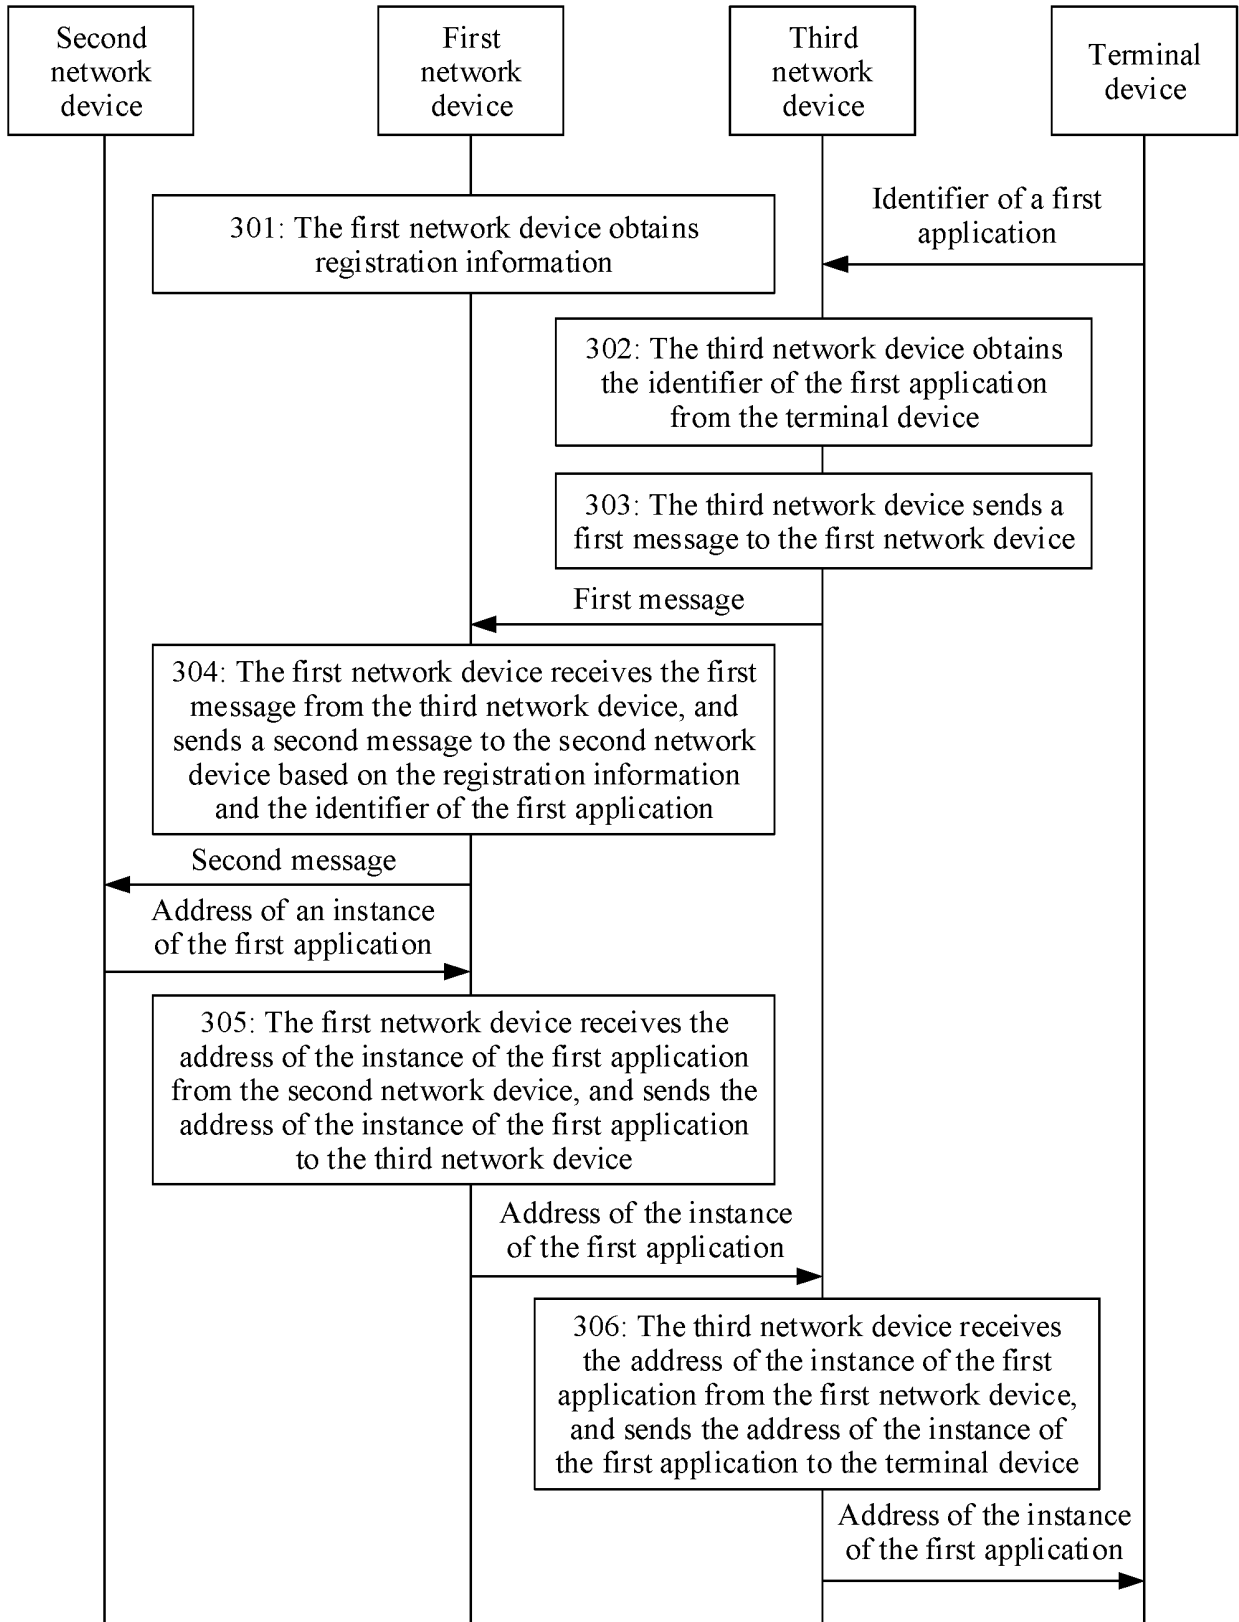 Second
network
device
First
network
device
Third
network
device
Terminal
device
301: The first network device obtains
registration information
Identifier of a first
application
302: The third network device obtains
the identifier of the first application
from the terminal device
303: The third network device sends a
first message to the first network device
First message
304: The first network device receives the first
message from the third network device, and
sends a second message to the second network
device based on the registration information
and the identifier of the first application
Second message
Address of an instance
of the first application
305: The first network device receives the
address of the instance of the first application
from the second network device, and sends the
address of the instance of the first application
to the third network device
Address of the instance
of the first application
306: The third network device receives
the address of the instance of the first
application from the first network device,
and sends the address of the instance of
the first application to the terminal device
Address of the instance
of the first application